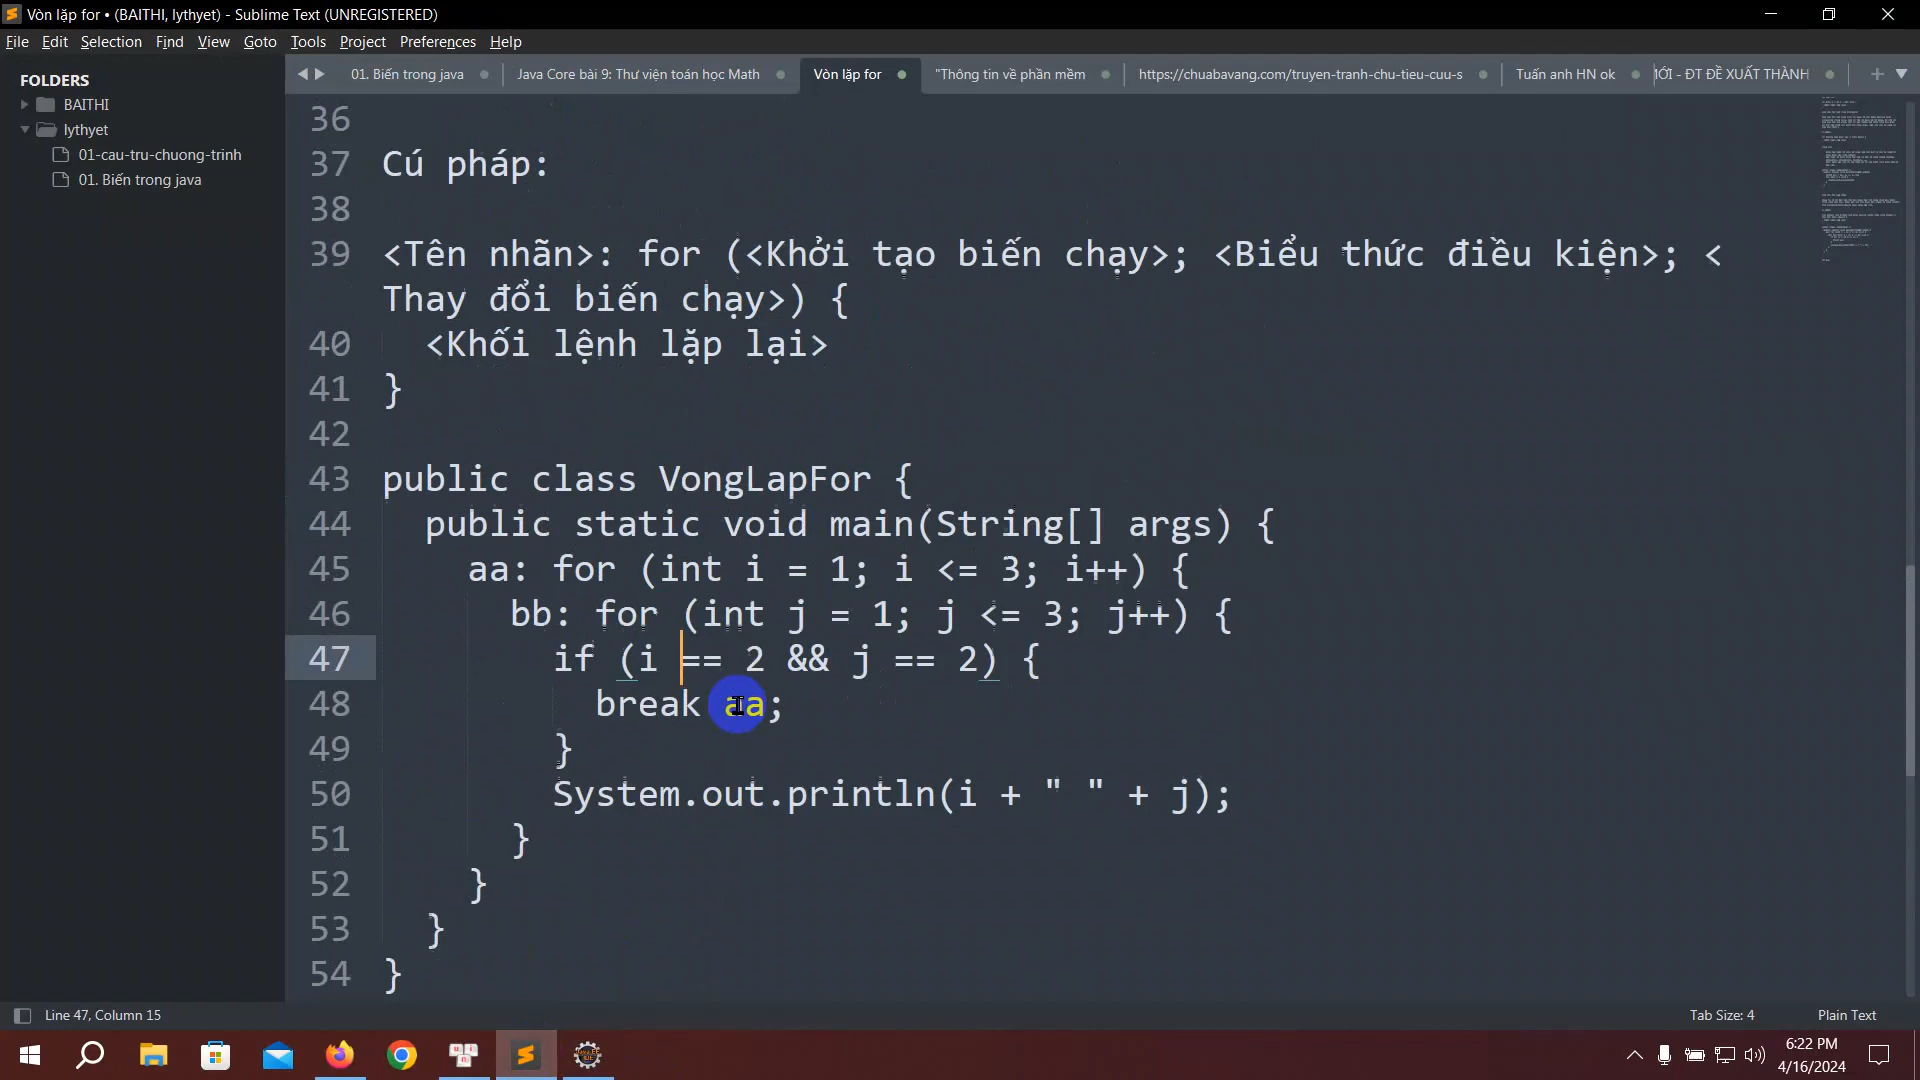 Vòn lặp for • (BAITHI, lythyet) - Sublime Text (UNREGISTERED)
File Edit Selection Find View Goto Tools Project Preferences Help
FOLDERS
BAITHI
lythyet
01-cau-tru-chuong-trinh
01. Biến trong java
01. Biến trong java
Java Core bài 9: Thư viện toán học Math
Vòn lặp for
"Thông tin về phần mềm
https://chuabavang.com/truyen-tranh-chu-tieu-cuu-s
Tuấn anh HN ok
MỚI - ĐT ĐỀ XUẤT THÀNH
36
37 Cú pháp:
38
39 <Tên nhãn>: for (<Khởi tạo biến chạy>; <Biểu thức điều kiện>; <
Thay đổi biến chạy>) {
40 <Khối lệnh lặp lại>
41 }
42
43 public class VongLapFor {
44 public static void main(String[] args) {
45 aa: for (int i = 1; i <= 3; i++) {
46 bb: for (int j = 1; j <= 3; j++) {
47 if (i == 2 && j == 2) {
48 break aa;
49 }
50 System.out.println(i + " " + j);
51 }
52 }
53 }
54 }
Line 47, Column 15
Tab Size: 4
Plain Text
6:22 PM
4/16/2024